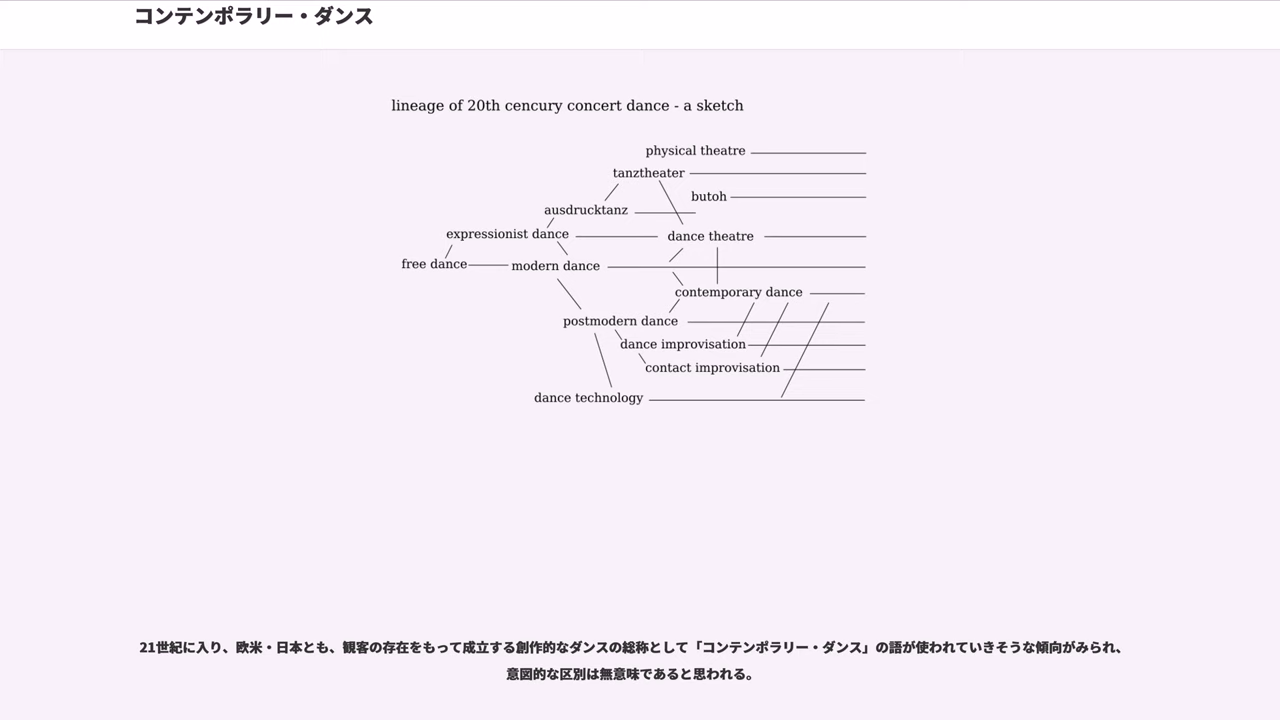 コンテンポラリー・ダンス
lineage of 20th cencury concert dance - a sketch
physical theatre
tanztheater
butoh
ausdrucktanz
expressionist dance
dance theatre
free dance
modern dance
contemporary dance
postmodern dance
dance improvisation
contact improvisation
dance technology
21世紀に入り、欧米・日本とも、観客の存在をもって成立する創作的なダンスの総称として「コンテンポラリー・ダンス」の語が使われていきそうな傾向がみられ、
意図的な区別は無意味であると思われる。